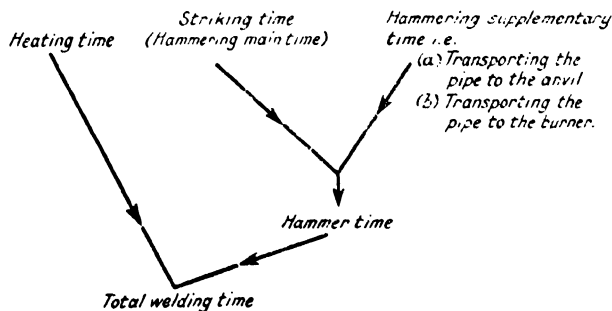 Heating time
Striking time
(Hammering main time)
Hammering supplementary
time i.e.
(a) Transporting the
pipe to the anvil
(b) Transporting the
pipe to the burner.
Hammer time
Total welding time